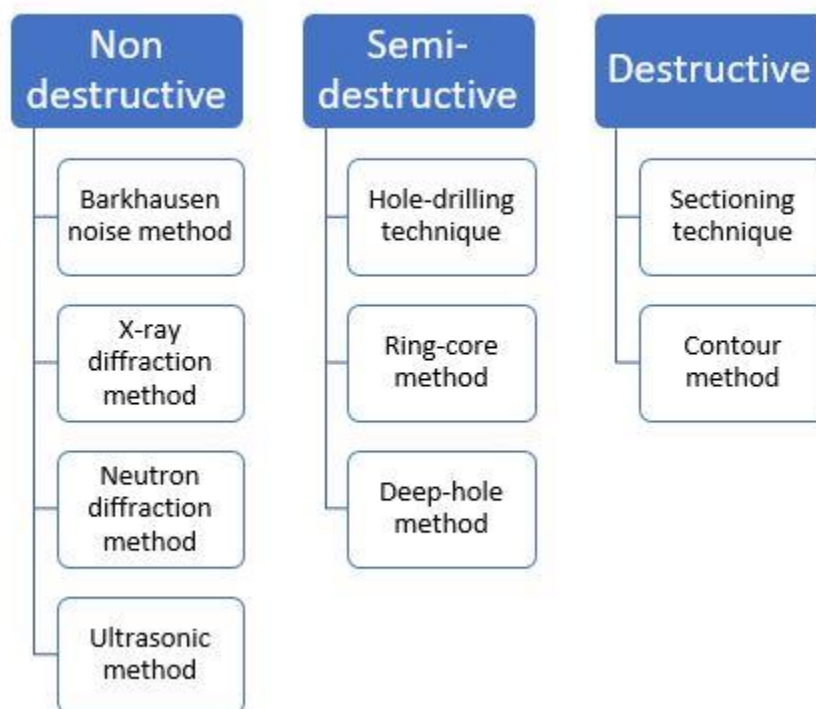 Non
destructive
Barkhausen
noise method
X-ray
diffraction
method
Neutron
diffraction
method
Ultrasonic
method
Semi-
destructive
Hole-drilling
technique
Ring-core
method
Deep-hole
method
Destructive
Sectioning
technique
Contour
method